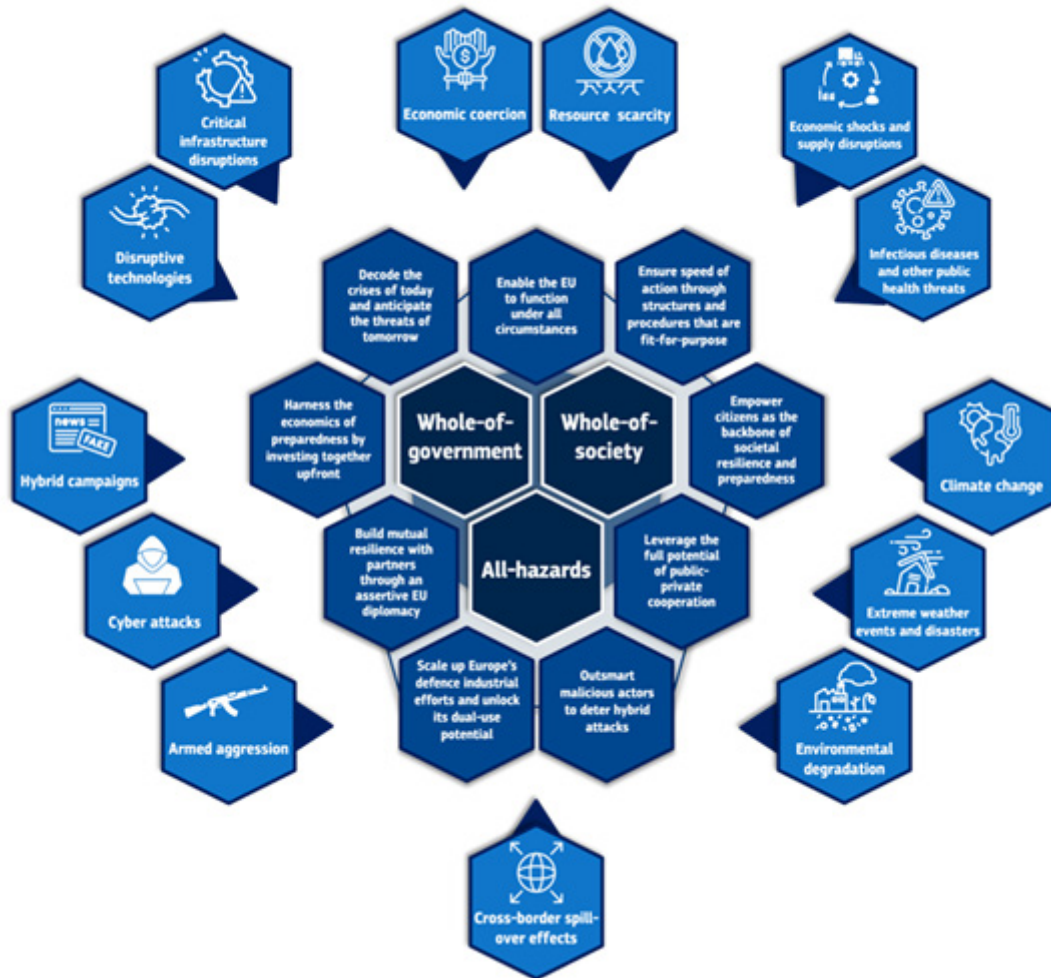 Economic coercion
Resource scarcity
Critical
infrastructure
disruptions
Economic shocks and
supply disruptions
Disruptive
technologies
Infectious diseases
and other public
health threats
Decode the
crises of today
and anticipate
the threats of
tomorrow
Enable the EU
to function
under all
circumstances
Ensure speed of
action through
structures and
procedures that are
fit-for-purpose
Harness the
economics of
preparedness by
investing together
upfront
Whole-of-
government
Whole-of-
society
Empower
citizens as the
backbone of
societal
resilience and
preparedness
news
FAKE
Hybrid campaigns
Climate change
Build mutual
resilience with
partners
through an
assertive EU
diplomacy
All-hazards
Leverage the
full potential
of public-
private
cooperation
Cyber attacks
Extreme weather
events and disasters
Scale up Europe's
defence industrial
efforts and unlock
its dual-use
potential
Outsmart
malicious actors
to deter hybrid
attacks
Armed aggression
Environmental
degradation
Cross-border spill-
over effects
$